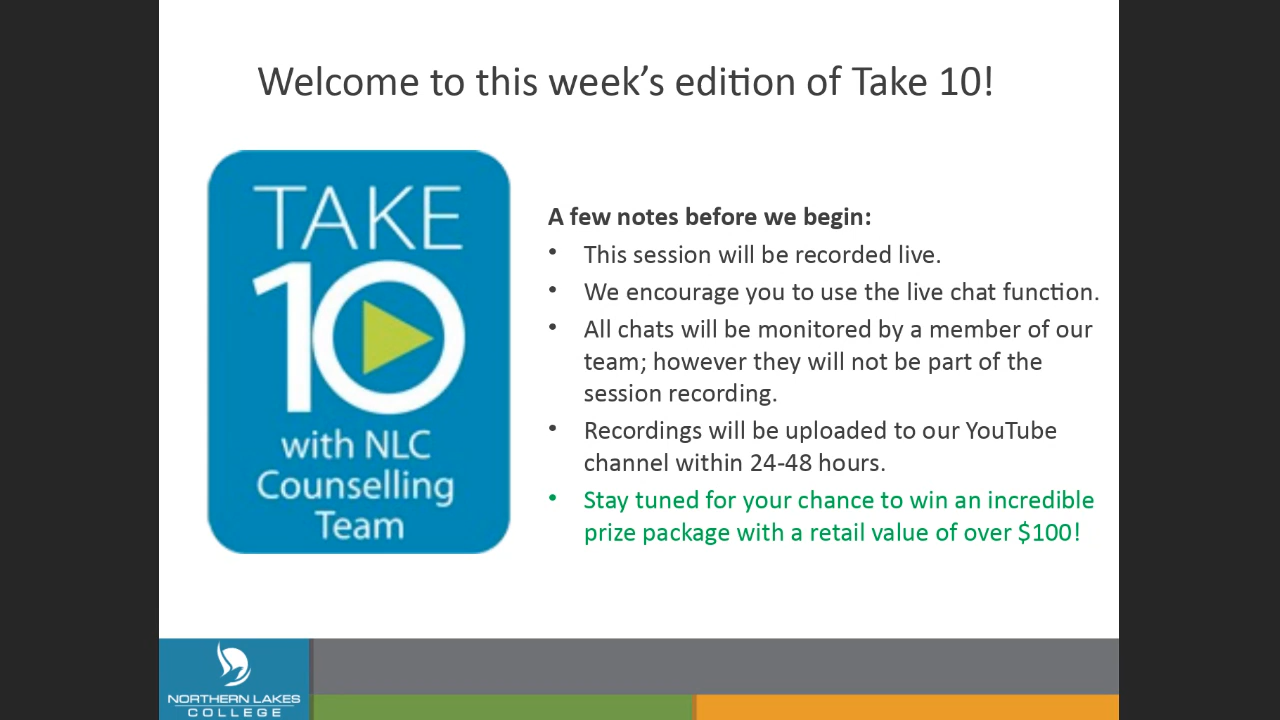 Welcome to this week’s edition of Take 10!
TAKE
10
with NLC
Counselling
Team
A few notes before we begin:
• This session will be recorded live.
• We encourage you to use the live chat function.
• All chats will be monitored by a member of our
team; however they will not be part of the
session recording.
• Recordings will be uploaded to our YouTube
channel within 24-48 hours.
• Stay tuned for your chance to win an incredible
prize package with a retail value of over $100!
NORTHERN LAKES
COLLEGE